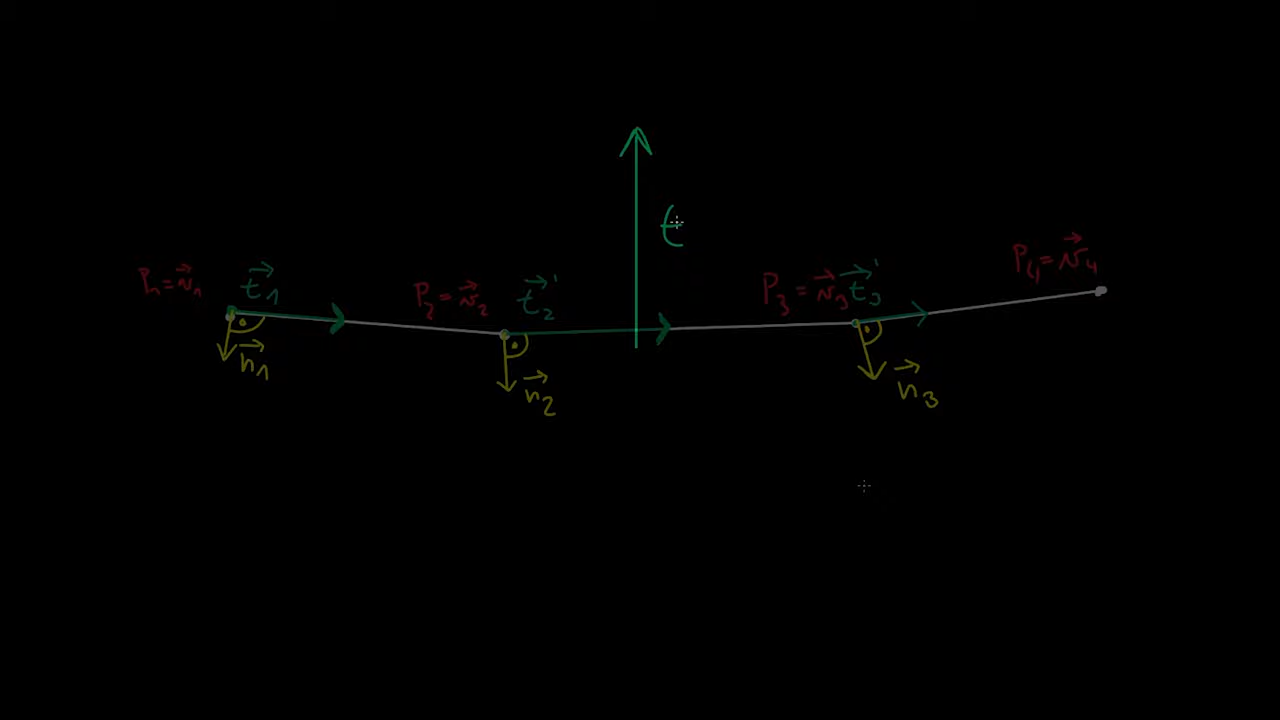 t
P₁ = v⃗₁
t⃗₁
P₂ = v⃗₂
t⃗₂'
P₃ = v⃗₃
t⃗₃'
P₄ = v⃗₄
n⃗₁
n⃗₂
n⃗₃